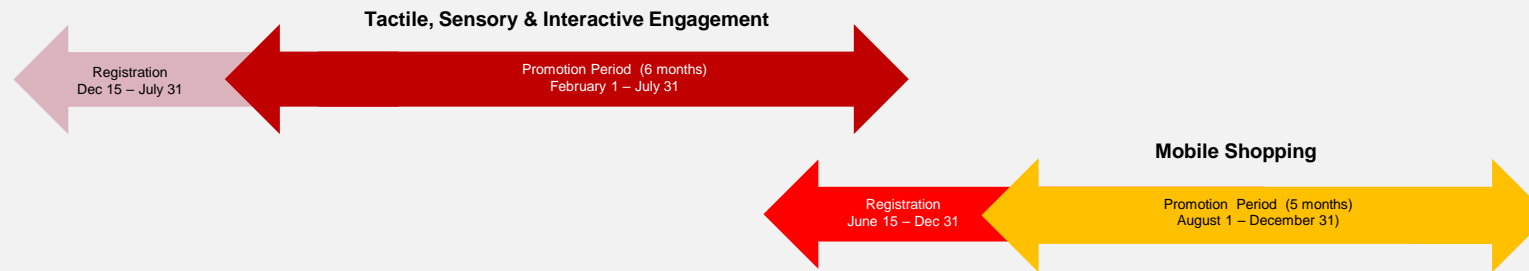 Tactile, Sensory & Interactive Engagement
Registration
Dec 15 – July 31
Promotion Period (6 months)
February 1 – July 31
Mobile Shopping
Registration
June 15 – Dec 31
Promotion Period (5 months)
August 1 – December 31)